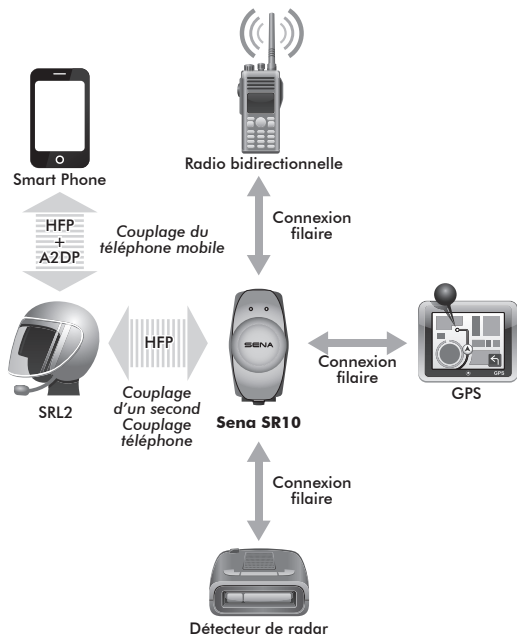 Radio bidirectionnelle
Smart Phone
HFP
+
A2DP
Couplage du
téléphone mobile
Connexion
filaire
HFP
SENA
Connexion
filaire
GPS
GPS
SRL2
Couplage
d'un second
Couplage
téléphone
Sena SR10
Connexion
filaire
Détecteur de radar